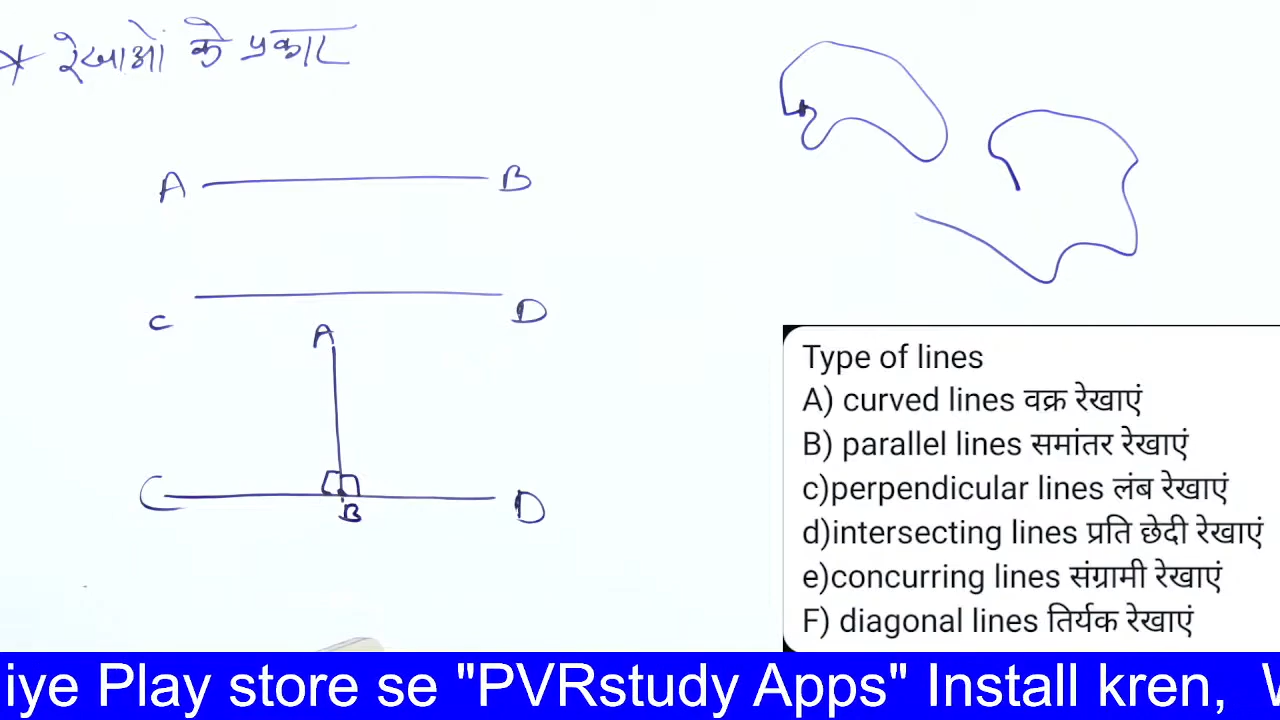 * रेखाओं के प्रकार
A B
C D
A
C B D
Type of lines
A) curved lines वक्र रेखाएं
B) parallel lines समांतर रेखाएं
c)perpendicular lines लंब रेखाएं
d)intersecting lines प्रति छेदी रेखाएं
e)concurring lines संग्रामी रेखाएं
F) diagonal lines तिर्यक रेखाएं
iye Play store se "PVRstudy Apps" Install kren, W